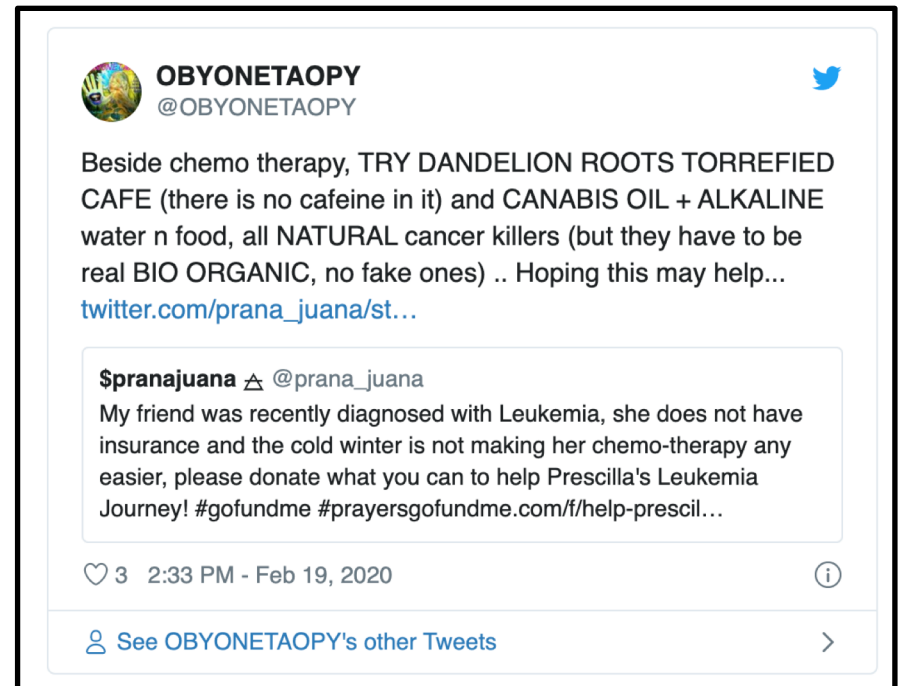 OBYONETAOPY
@OBYONETAOPY
Beside chemo therapy, TRY DANDELION ROOTS TORREFIED
CAFE (there is no cafeine in it) and CANABIS OIL + ALKALINE
water n food, all NATURAL cancer killers (but they have to be
real BIO ORGANIC, no fake ones) .. Hoping this may help...
twitter.com/prana_juana/st…
$pranajuana @prana_juana
My friend was recently diagnosed with Leukemia, she does not have
insurance and the cold winter is not making her chemo-therapy any
easier, please donate what you can to help Prescilla's Leukemia
Journey! #gofundme #prayersgofundme.com/f/help-prescil…
3 2:33 PM - Feb 19, 2020
See OBYONETAOPY's other Tweets